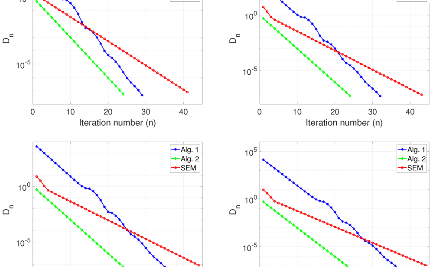 10^0
D_n
10^-5
0 10 20 30 40
Iteration number (n)
10^0
D_n
10^-5
0 10 20 30 40
Iteration number (n)
Alg. 1
Alg. 2
SEM
10^0
D_n
10^-5
Alg. 1
Alg. 2
SEM
10^5
10^0
D_n
10^-5